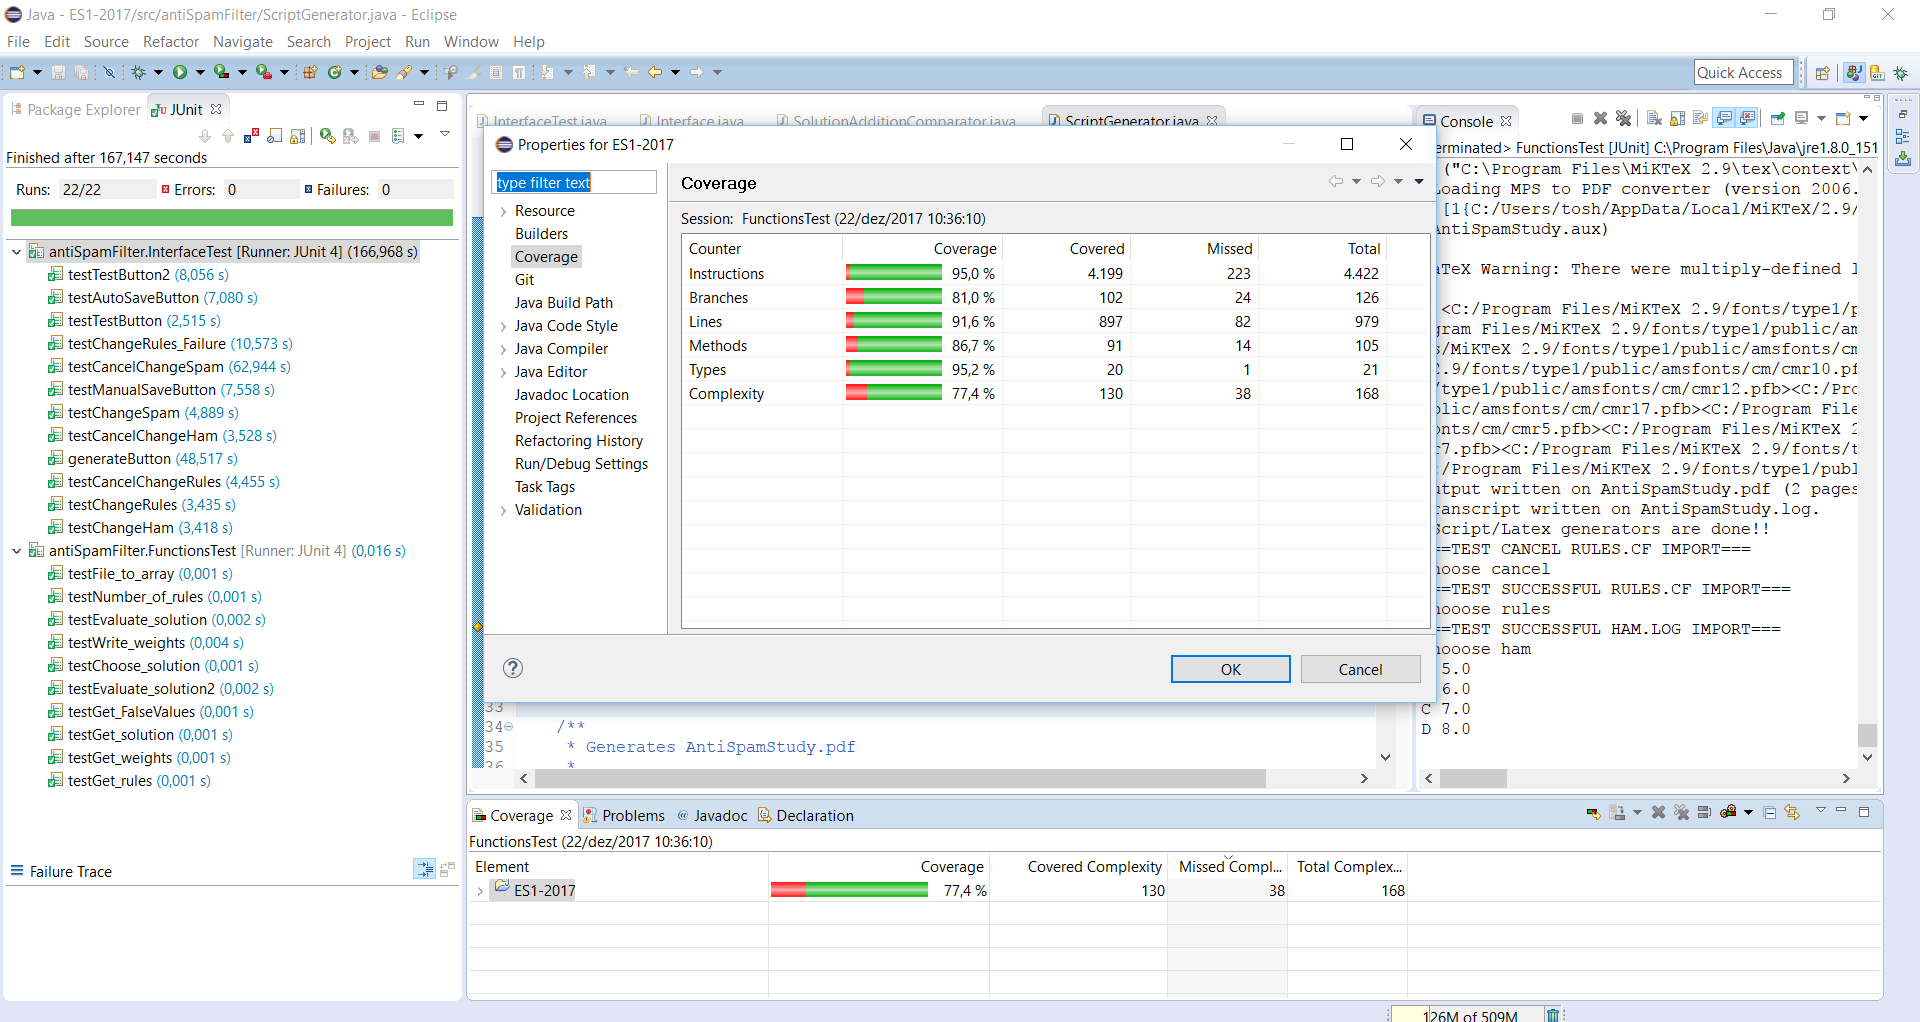 Java - ES1-2017/src/antiSpamFilter/ScriptGenerator.java - Eclipse
File Edit Source Refactor Navigate Search Project Run Window Help
Quick Access
Package Explorer JUnit
Finished after 167,147 seconds
Runs: 22/22 Errors: 0 Failures: 0
antiSpamFilter.InterfaceTest [Runner: JUnit 4] (166,968 s)
testTestButton2 (8,056 s)
testAutoSaveButton (7,080 s)
testTestButton (2,515 s)
testChangeRules_Failure (10,573 s)
testCancelChangeSpam (62,944 s)
testManualSaveButton (7,558 s)
testChangeSpam (4,889 s)
testCancelChangeHam (3,528 s)
generateButton (48,517 s)
testCancelChangeRules (4,455 s)
testChangeRules (3,435 s)
testChangeHam (3,418 s)
antiSpamFilter.FunctionsTest [Runner: JUnit 4] (0,016 s)
testFile_to_array (0,001 s)
testNumber_of_rules (0,001 s)
testEvaluate_solution (0,002 s)
testWrite_weights (0,004 s)
testChoose_solution (0,001 s)
testEvaluate_solution2 (0,002 s)
testGet_FalseValues (0,001 s)
testGet_solution (0,001 s)
testGet_weights (0,001 s)
testGet_rules (0,001 s)
Failure Trace
InterfaceTest.java Interface.java SolutionAdditionComparator.java ScriptGenerator.java
Properties for ES1-2017
type filter text
Resource
Builders
Coverage
Git
Java Build Path
Java Code Style
Java Compiler
Java Editor
Javadoc Location
Project References
Refactoring History
Run/Debug Settings
Task Tags
Validation
Coverage
Session: FunctionsTest (22/dez/2017 10:36:10)
Counter Coverage Covered Missed Total
Instructions 95,0 % 4.199 223 4.422
Branches 81,0 % 102 24 126
Lines 91,6 % 897 82 979
Methods 86,7 % 91 14 105
Types 95,2 % 20 1 21
Complexity 77,4 % 130 38 168
OK Cancel
33
34 /**
35 * Generates AntiSpamStudy.pdf
36 *
Console
erminated> FunctionsTest [JUnit] C:\Program Files\Java\jre1.8.0_151
("C:\Program Files\MiKTeX 2.9\tex\context\
oading MPS to PDF converter (version 2006.
[1{C:/Users/tosh/AppData/Local/MiKTeX/2.9/
AntiSpamStudy.aux)
aTeX Warning: There were multiply-defined l
<C:/Program Files/MiKTeX 2.9/fonts/type1/p
gram Files/MiKTeX 2.9/fonts/type1/public/am
s/MiKTeX 2.9/fonts/type1/public/amsfonts/cm
2.9/fonts/type1/public/amsfonts/cm/cmr10.pf
/type1/public/amsfonts/cm/cmr12.pfb><C:/Pro
lic/amsfonts/cm/cmr17.pfb><C:/Program File
onts/cm/cmr5.pfb><C:/Program Files/MiKTeX 2
r7.pfb><C:/Program Files/MiKTeX 2.9/fonts/t
:/Program Files/MiKTeX 2.9/fonts/type1/publ
utput written on AntiSpamStudy.pdf (2 pages
ranscript written on AntiSpamStudy.log.
Script/Latex generators are done!!
==TEST CANCEL RULES.CF IMPORT===
hoose cancel
==TEST SUCCESSFUL RULES.CF IMPORT===
hooose rules
==TEST SUCCESSFUL HAM.LOG IMPORT===
hooose ham
5.0
6.0
C 7.0
D 8.0
Coverage Problems Javadoc Declaration
FunctionsTest (22/dez/2017 10:36:10)
Element Coverage Covered Complexity Missed Compl... Total Complex...
ES1-2017 77,4 % 130 38 168
126M of 509M